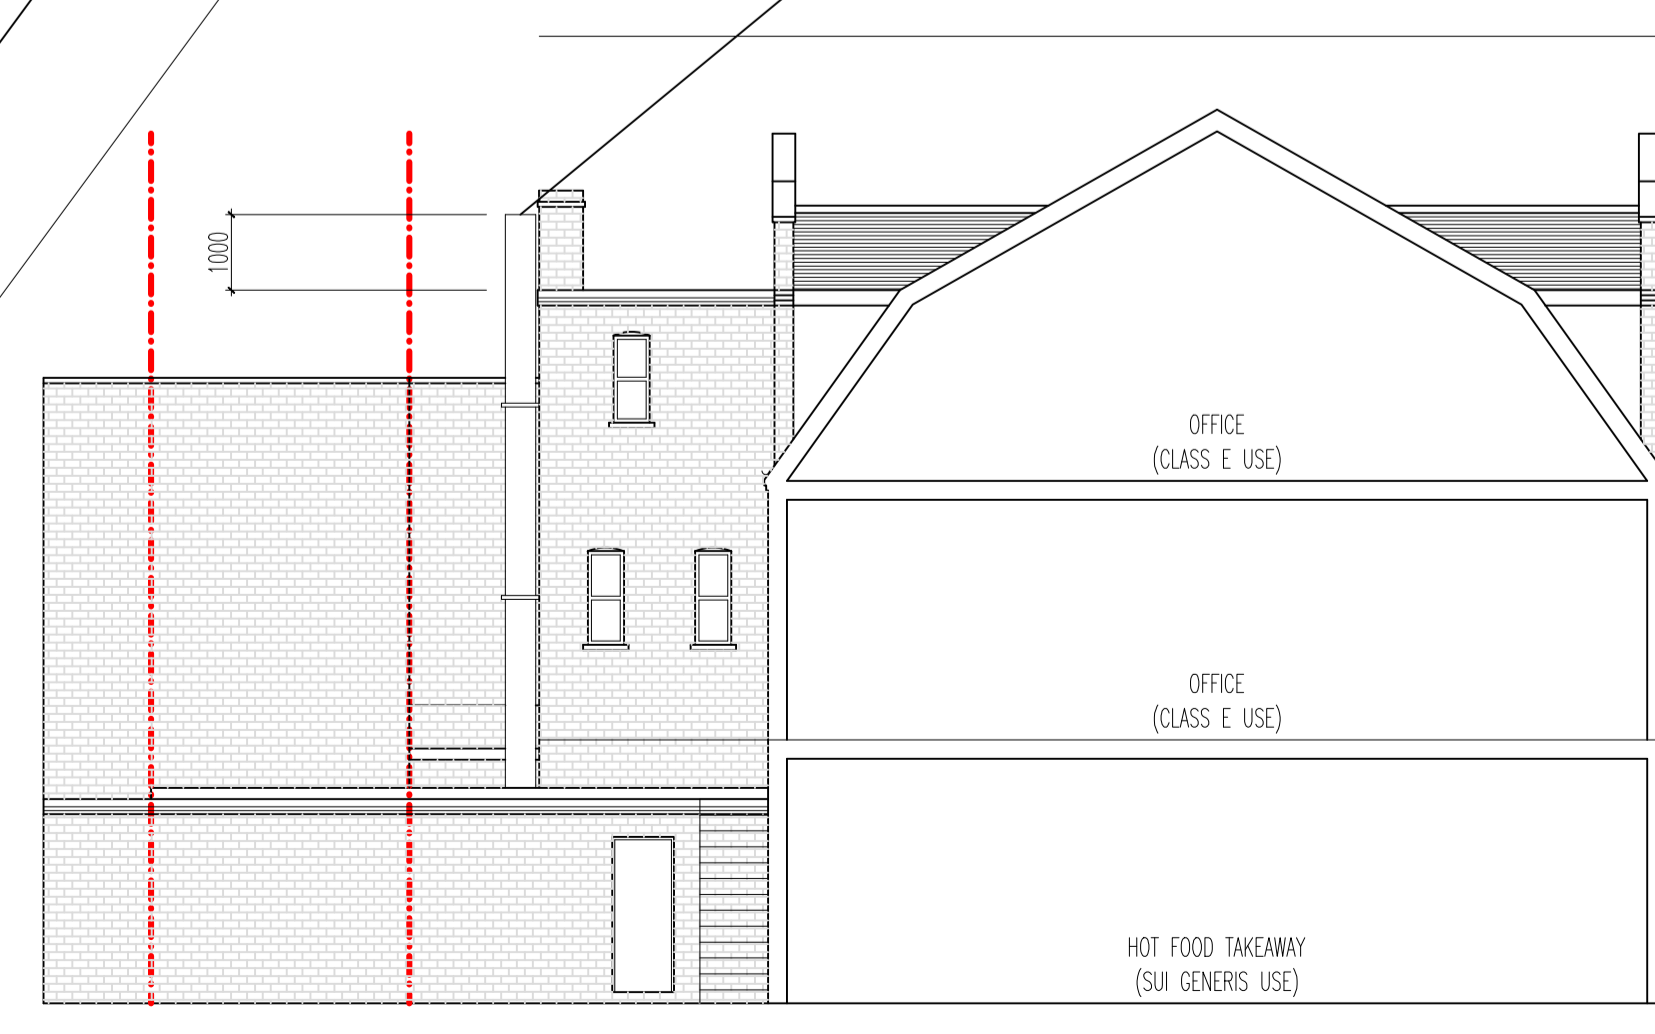 1000
OFFICE
(CLASS E USE)
OFFICE
(CLASS E USE)
HOT FOOD TAKEAWAY
(SUI GENERIS USE)